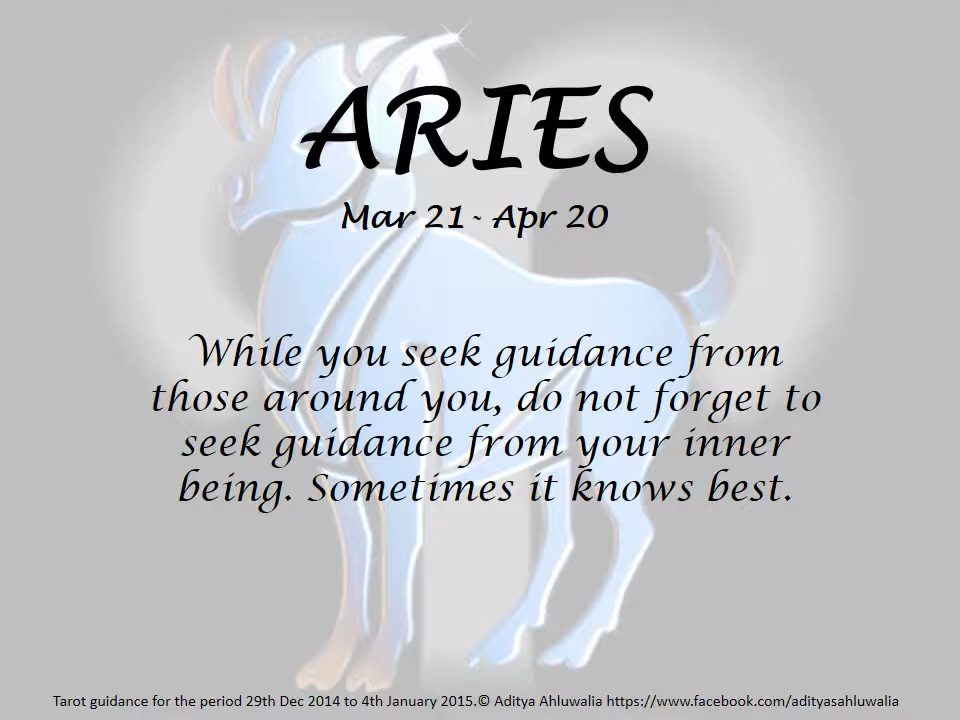 ARIES
Mar 21 - Apr 20
While you seek guidance from
those around you, do not forget to
seek guidance from your inner
being. Sometimes it knows best.
Tarot guidance for the period 29th Dec 2014 to 4th January 2015.© Aditya Ahluwalia https://www.facebook.com/adityasahluwalia